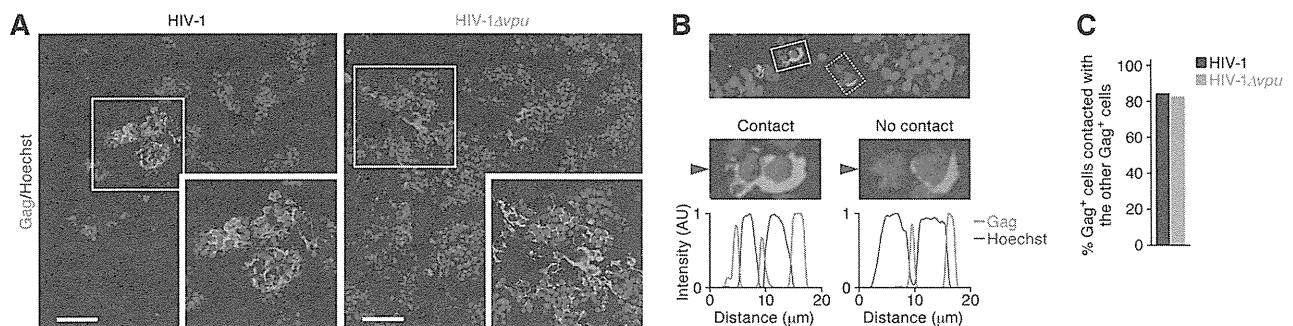 A
HIV-1
HIV-1Δvpu
Gag/Hoechst
B
Contact
No contact
Intensity (AU)
1
0
0
10
20
Distance (μm)
1
0
0
10
20
Distance (μm)
Gag
Hoechst
C
% Gag+ cells contacted with
the other Gag+ cells
100
80
60
40
20
0
HIV-1
HIV-1Δvpu